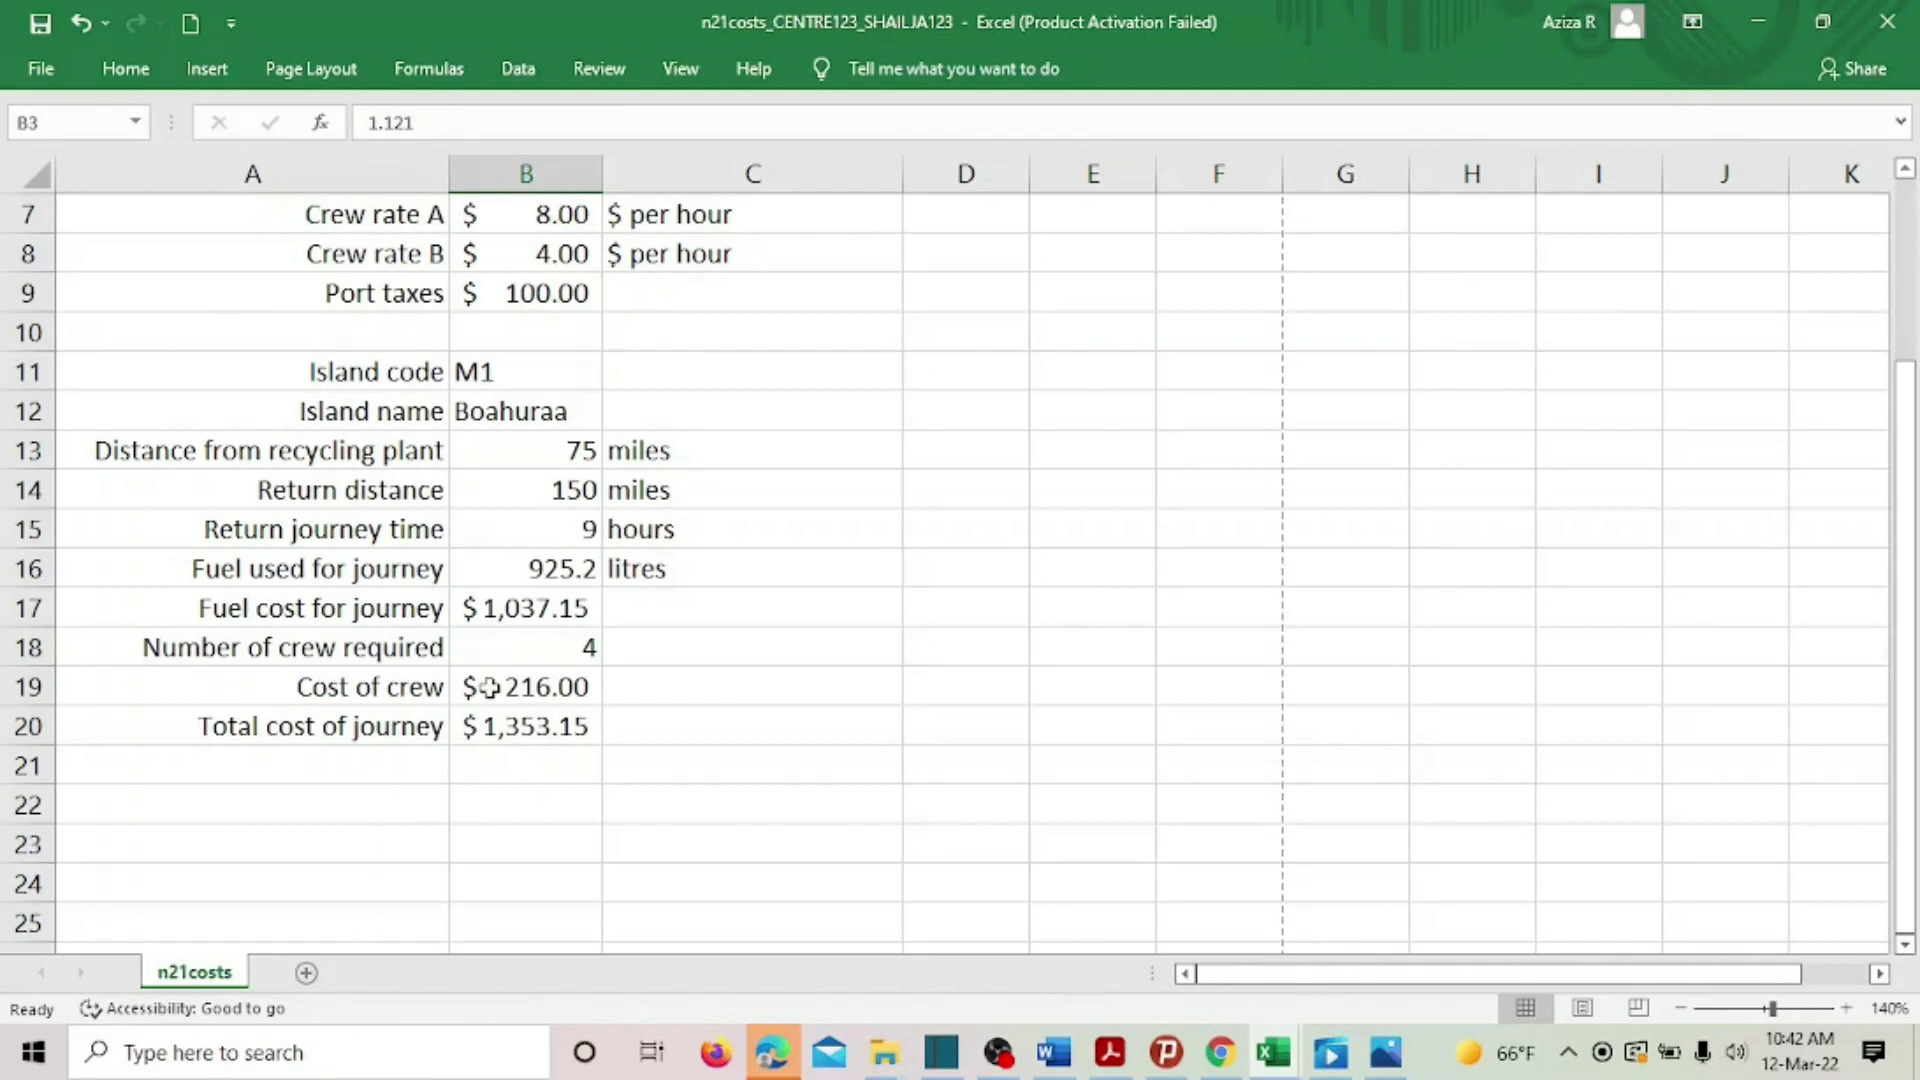 n21costs_CENTRE123_SHAILJA123 - Excel (Product Activation Failed)
Aziza R
File Home Insert Page Layout Formulas Data Review View Help Tell me what you want to do Share
B3 fx 1.121
A B C D E F G H I J K
7 Crew rate A $ 8.00 $ per hour
8 Crew rate B $ 4.00 $ per hour
9 Port taxes $ 100.00
10
11 Island code M1
12 Island name Boahuraa
13 Distance from recycling plant 75 miles
14 Return distance 150 miles
15 Return journey time 9 hours
16 Fuel used for journey 925.2 litres
17 Fuel cost for journey $ 1,037.15
18 Number of crew required 4
19 Cost of crew $ 216.00
20 Total cost of journey $ 1,353.15
21
22
23
24
25
n21costs
Ready Accessibility: Good to go 140%
Type here to search 66°F 10:42 AM
12-Mar-22